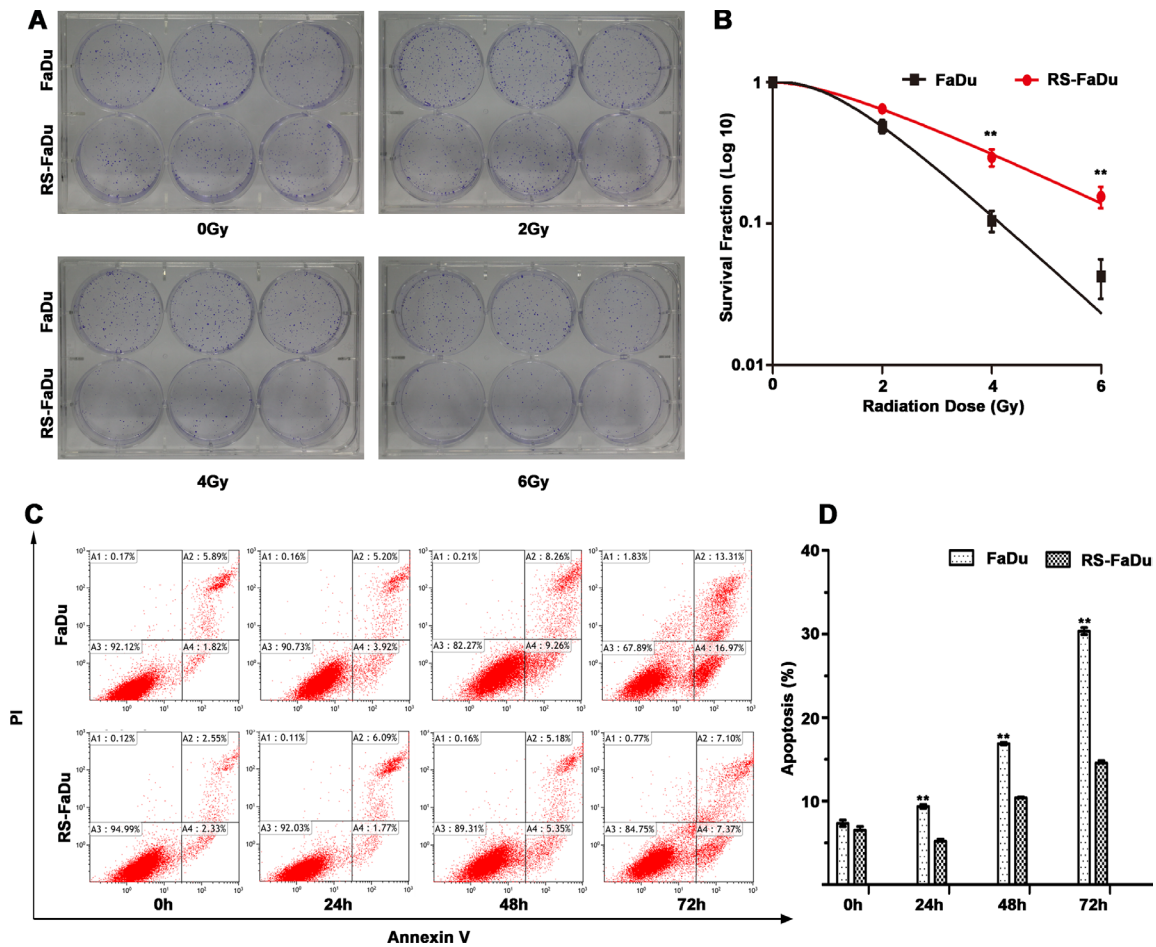 A
FaDu
RS-FaDu
0Gy
FaDu
RS-FaDu
2Gy
FaDu
RS-FaDu
4Gy
6Gy
B
FaDu
RS-FaDu
Survival Fraction (Log 10)
1
0.1
0.01
**
**
0
2
4
6
Radiation Dose (Gy)
C
PI
FaDu
A1 : 0.17%
A2 : 5.89%
A3 : 92.12%
A4 : 1.82%
A1 : 0.16%
A2 : 5.20%
A3 : 90.73%
A4 : 3.92%
A1 : 0.21%
A2 : 8.26%
A3 : 82.27%
A4 : 9.26%
A1 : 1.83%
A2 : 13.31%
A3 : 67.89%
A4 : 16.97%
RS-FaDu
A1 : 0.12%
A2 : 2.55%
A3 : 94.99%
A4 : 2.33%
A1 : 0.11%
A2 : 6.09%
A3 : 92.03%
A4 : 1.77%
A1 : 0.16%
A2 : 5.18%
A3 : 89.31%
A4 : 5.35%
A1 : 0.77%
A2 : 7.10%
A3 : 84.75%
A4 : 7.37%
0h
24h
48h
72h
Annexin V
D
FaDu
RS-FaDu
Apoptosis (%)
40
30
20
10
**
**
**
0h
24h
48h
72h